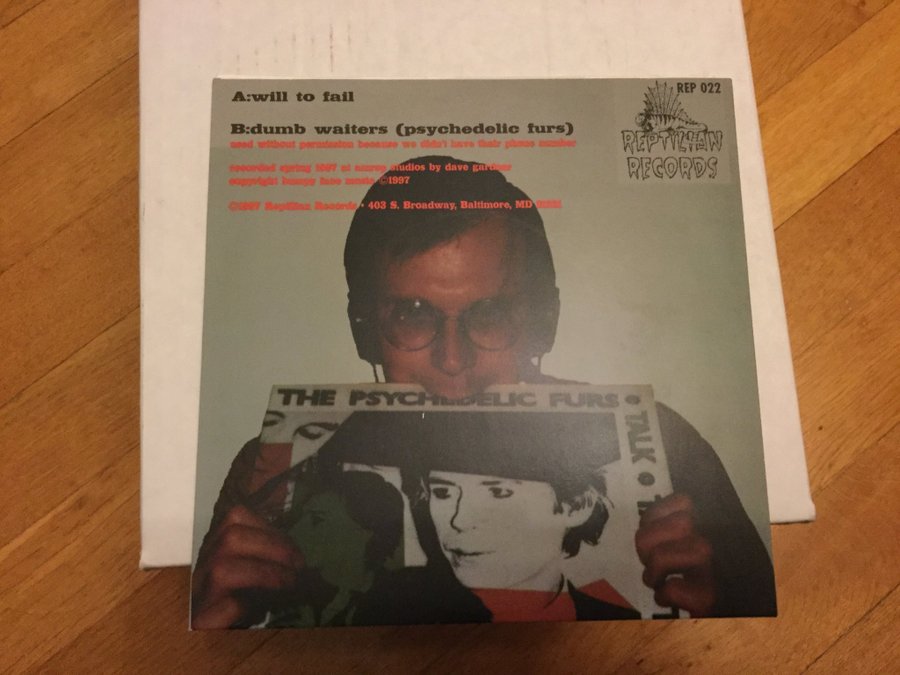 A:will to fail
REP 022
B:dumb waiters (psychedelic furs)
used without permission because we didn't have their phone number
REPTILIAN
RECORDS
recorded spring 1997 at amrep studios by dave gardner
copyright bumpy face music ©1997
©1997 Reptilian Records • 403 S. Broadway, Baltimore, MD
THE PSYCHEDELIC FURS • TALK •